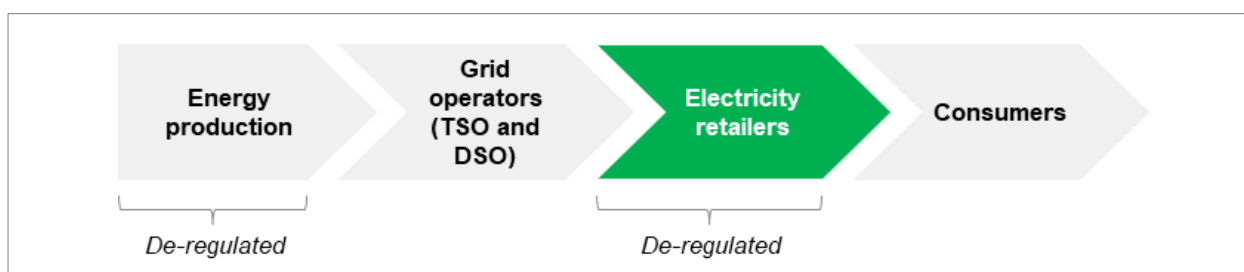 Energy
production
Grid
operators
(TSO and
DSO)
Electricity
retailers
Consumers
De-regulated
De-regulated